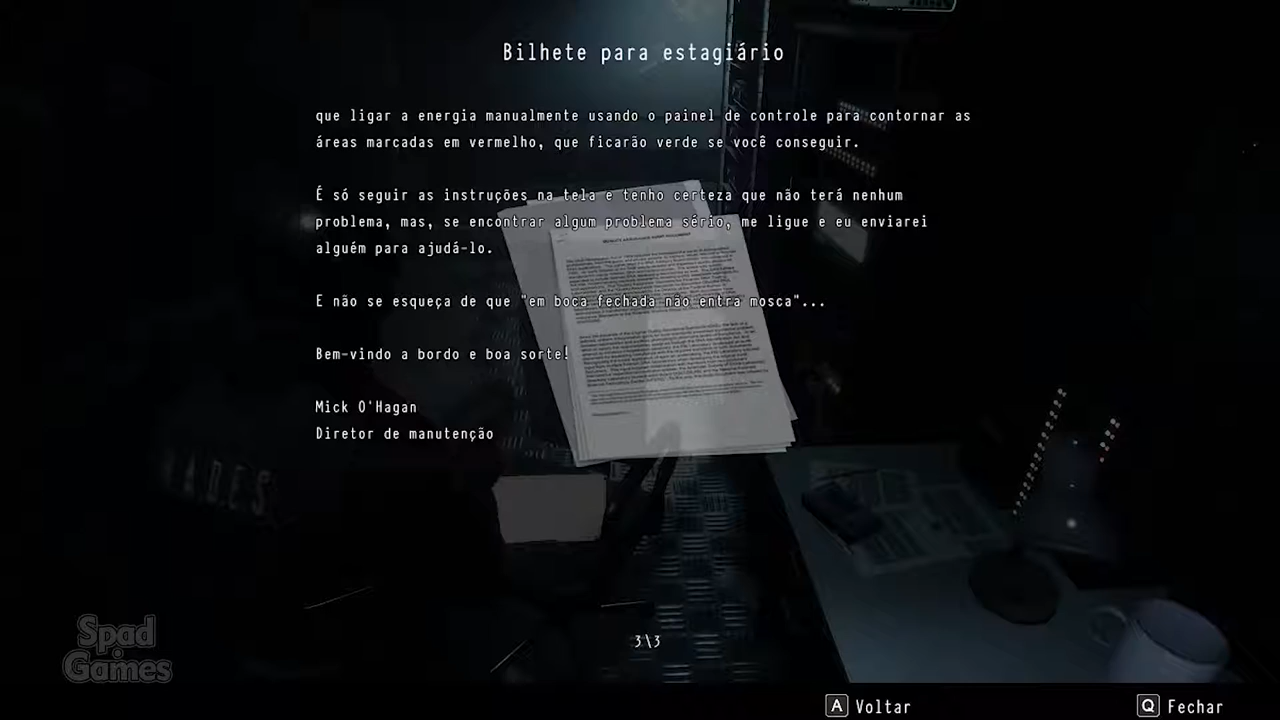 Bilhete para estagiário
que ligar a energia manualmente usando o painel de controle para contornar as
áreas marcadas em vermelho, que ficarão verde se você conseguir.
É só seguir as instruções na tela e tenho certeza que não terá nenhum
problema, mas, se encontrar algum problema sério, me ligue e eu enviarei
alguém para ajudá-lo.
E não se esqueça de que "em boca fechada não entra mosca"...
Bem-vindo a bordo e boa sorte!
Mick O'Hagan
Diretor de manutenção
3\3
Spad
Games
A Voltar
Q Fechar